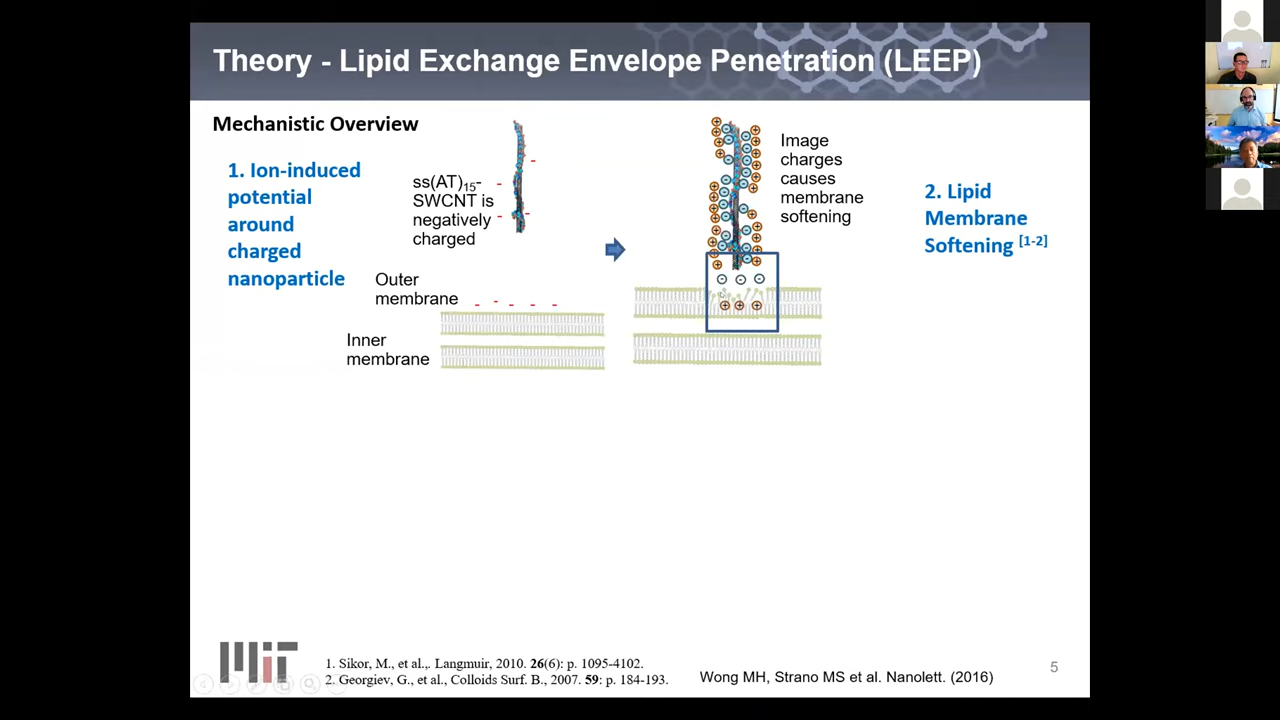 Theory - Lipid Exchange Envelope Penetration (LEEP)
Mechanistic Overview
1. Ion-induced
potential
around
charged
nanoparticle
ss(AT)15-
SWCNT is
negatively
charged
Outer
membrane
Inner
membrane
Image
charges
causes
membrane
softening
2. Lipid
Membrane
Softening [1-2]
MIT
1. Sikor, M., et al.,. Langmuir, 2010. 26(6): p. 1095-4102.
2. Georgiev, G., et al., Colloids Surf. B., 2007. 59: p. 184-193.
Wong MH, Strano MS et al. Nanolett. (2016)
5